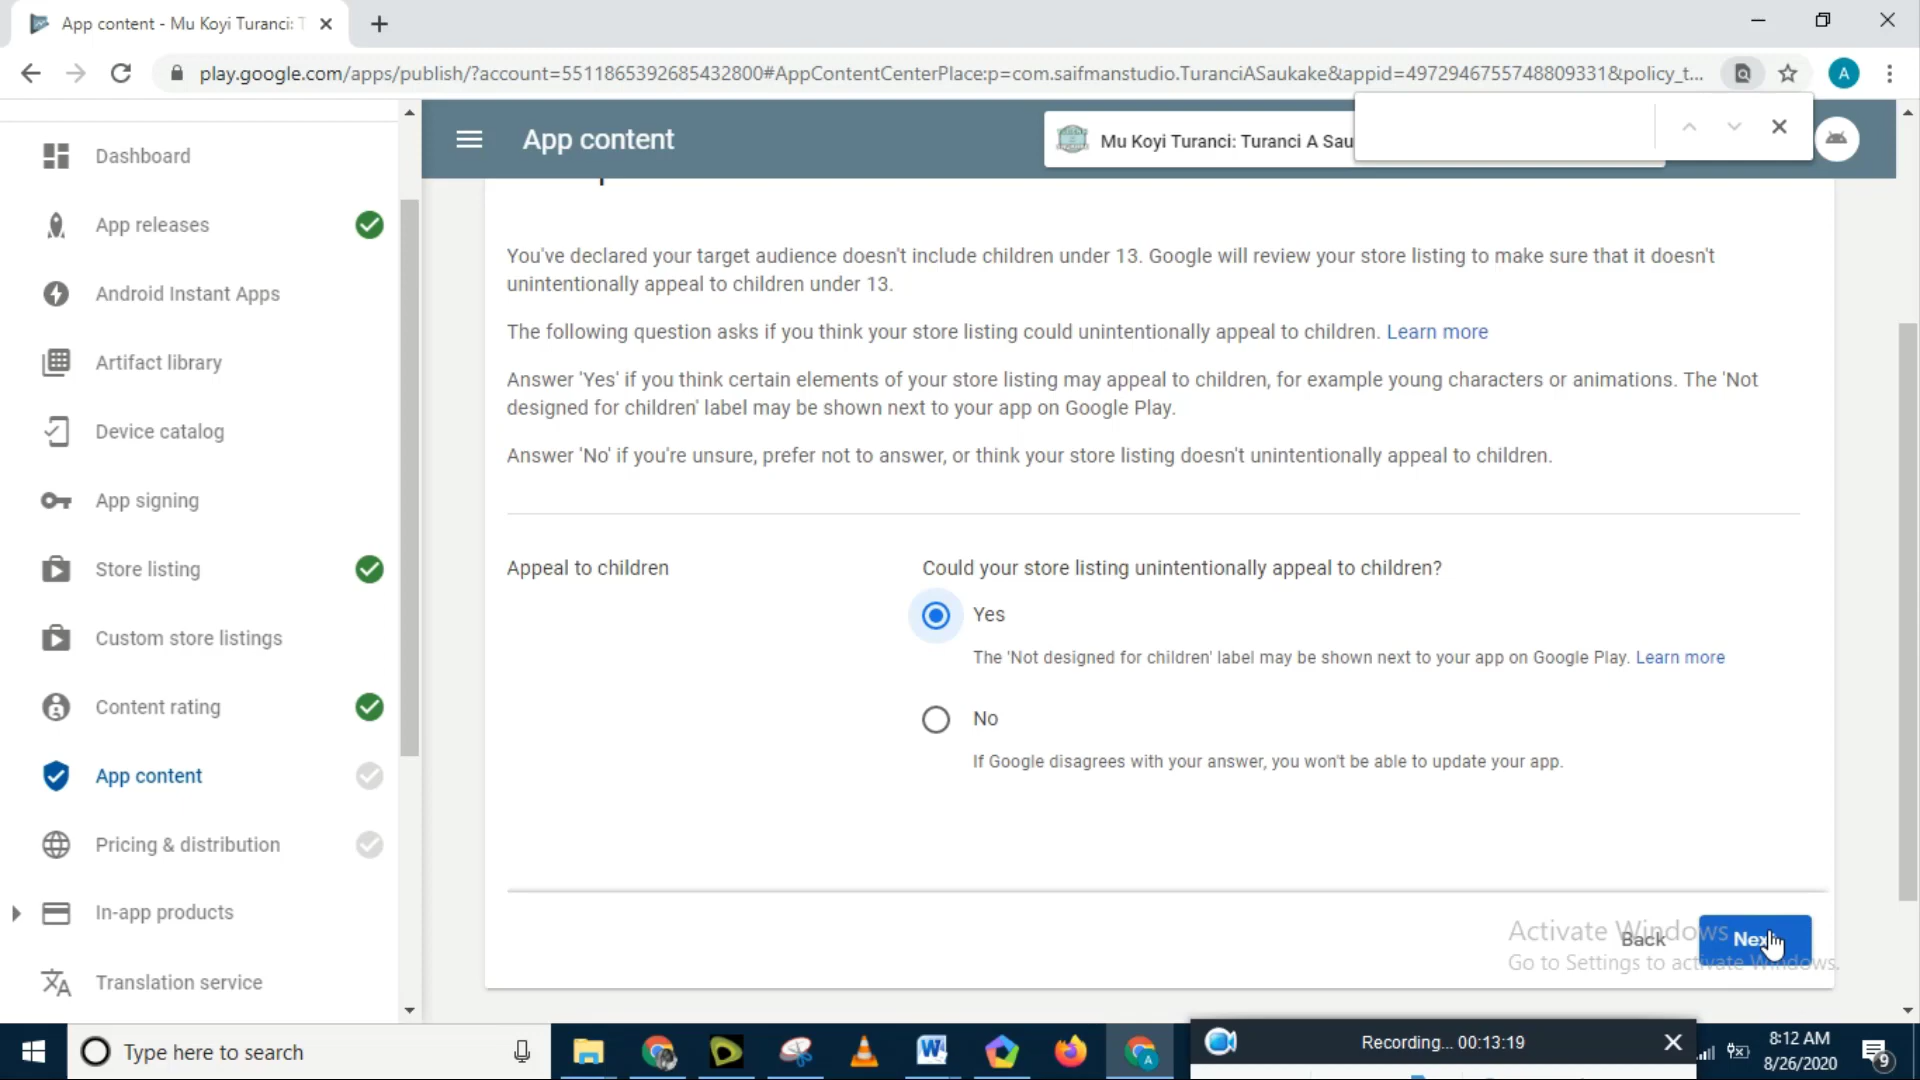 App content - Mu Koyi Turanci: T
play.google.com/apps/publish/?account=5511865392685432800#AppContentCenterPlace:p=com.saifmanstudio.TuranciASaukake&appid=4972946755748809331&policy_t...
A
App content
Mu Koyi Turanci: Turanci A Sau
Dashboard
App releases
Android Instant Apps
Artifact library
Device catalog
App signing
Store listing
Custom store listings
Content rating
App content
Pricing & distribution
In-app products
Translation service
You've declared your target audience doesn't include children under 13. Google will review your store listing to make sure that it doesn't
unintentionally appeal to children under 13.
The following question asks if you think your store listing could unintentionally appeal to children. Learn more
Answer 'Yes' if you think certain elements of your store listing may appeal to children, for example young characters or animations. The 'Not
designed for children' label may be shown next to your app on Google Play.
Answer 'No' if you're unsure, prefer not to answer, or think your store listing doesn't unintentionally appeal to children.
Appeal to children
Could your store listing unintentionally appeal to children?
Yes
The 'Not designed for children' label may be shown next to your app on Google Play. Learn more
No
If Google disagrees with your answer, you won't be able to update your app.
Back
Next
Activate Windows
Go to Settings to activate Windows.
Type here to search
Recording... 00:13:19
8:12 AM
8/26/2020
9